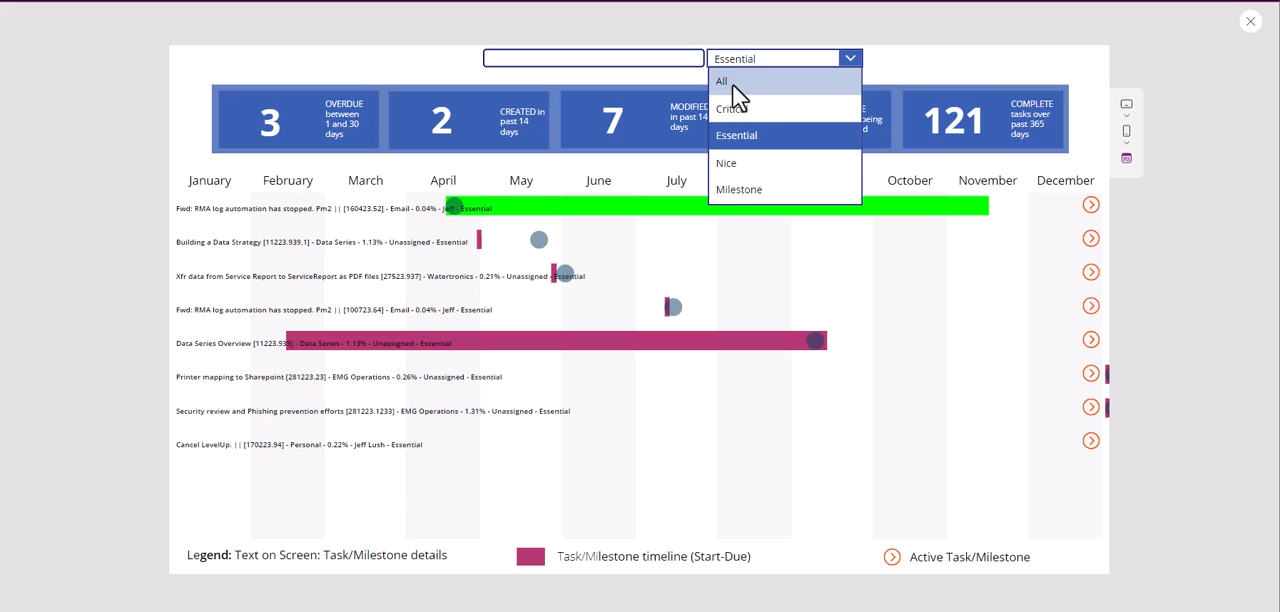 Essential
All
Critical
Essential
Nice
Milestone
3
OVERDUE
between
1 and 30
days
2
CREATED in
past 14
days
7
MODIFIED
in past 14
days
121
COMPLETE
tasks over
past 365
days
January February March April May June July October November December
Fwd: RMA log automation has stopped. Pm2 || [160423.52] - Email - 0.04% - Jeff - Essential
Building a Data Strategy [11223.939.1] - Data Series - 1.13% - Unassigned - Essential
Xfr data from Service Report to ServiceReport as PDF files [27523.937] - Watertronics - 0.21% - Unassigned - Essential
Fwd: RMA log automation has stopped. Pm2 || [100723.64] - Email - 0.04% - Jeff - Essential
Data Series Overview [11223.939] - Data Series - 1.13% - Unassigned - Essential
Printer mapping to Sharepoint [281223.23] - EMG Operations - 0.26% - Unassigned - Essential
Security review and Phishing prevention efforts [281223.1233] - EMG Operations - 1.31% - Unassigned - Essential
Cancel LevelUp. || [170223.94] - Personal - 0.22% - Jeff Lush - Essential
Legend: Text on Screen: Task/Milestone details
Task/Milestone timeline (Start-Due)
Active Task/Milestone